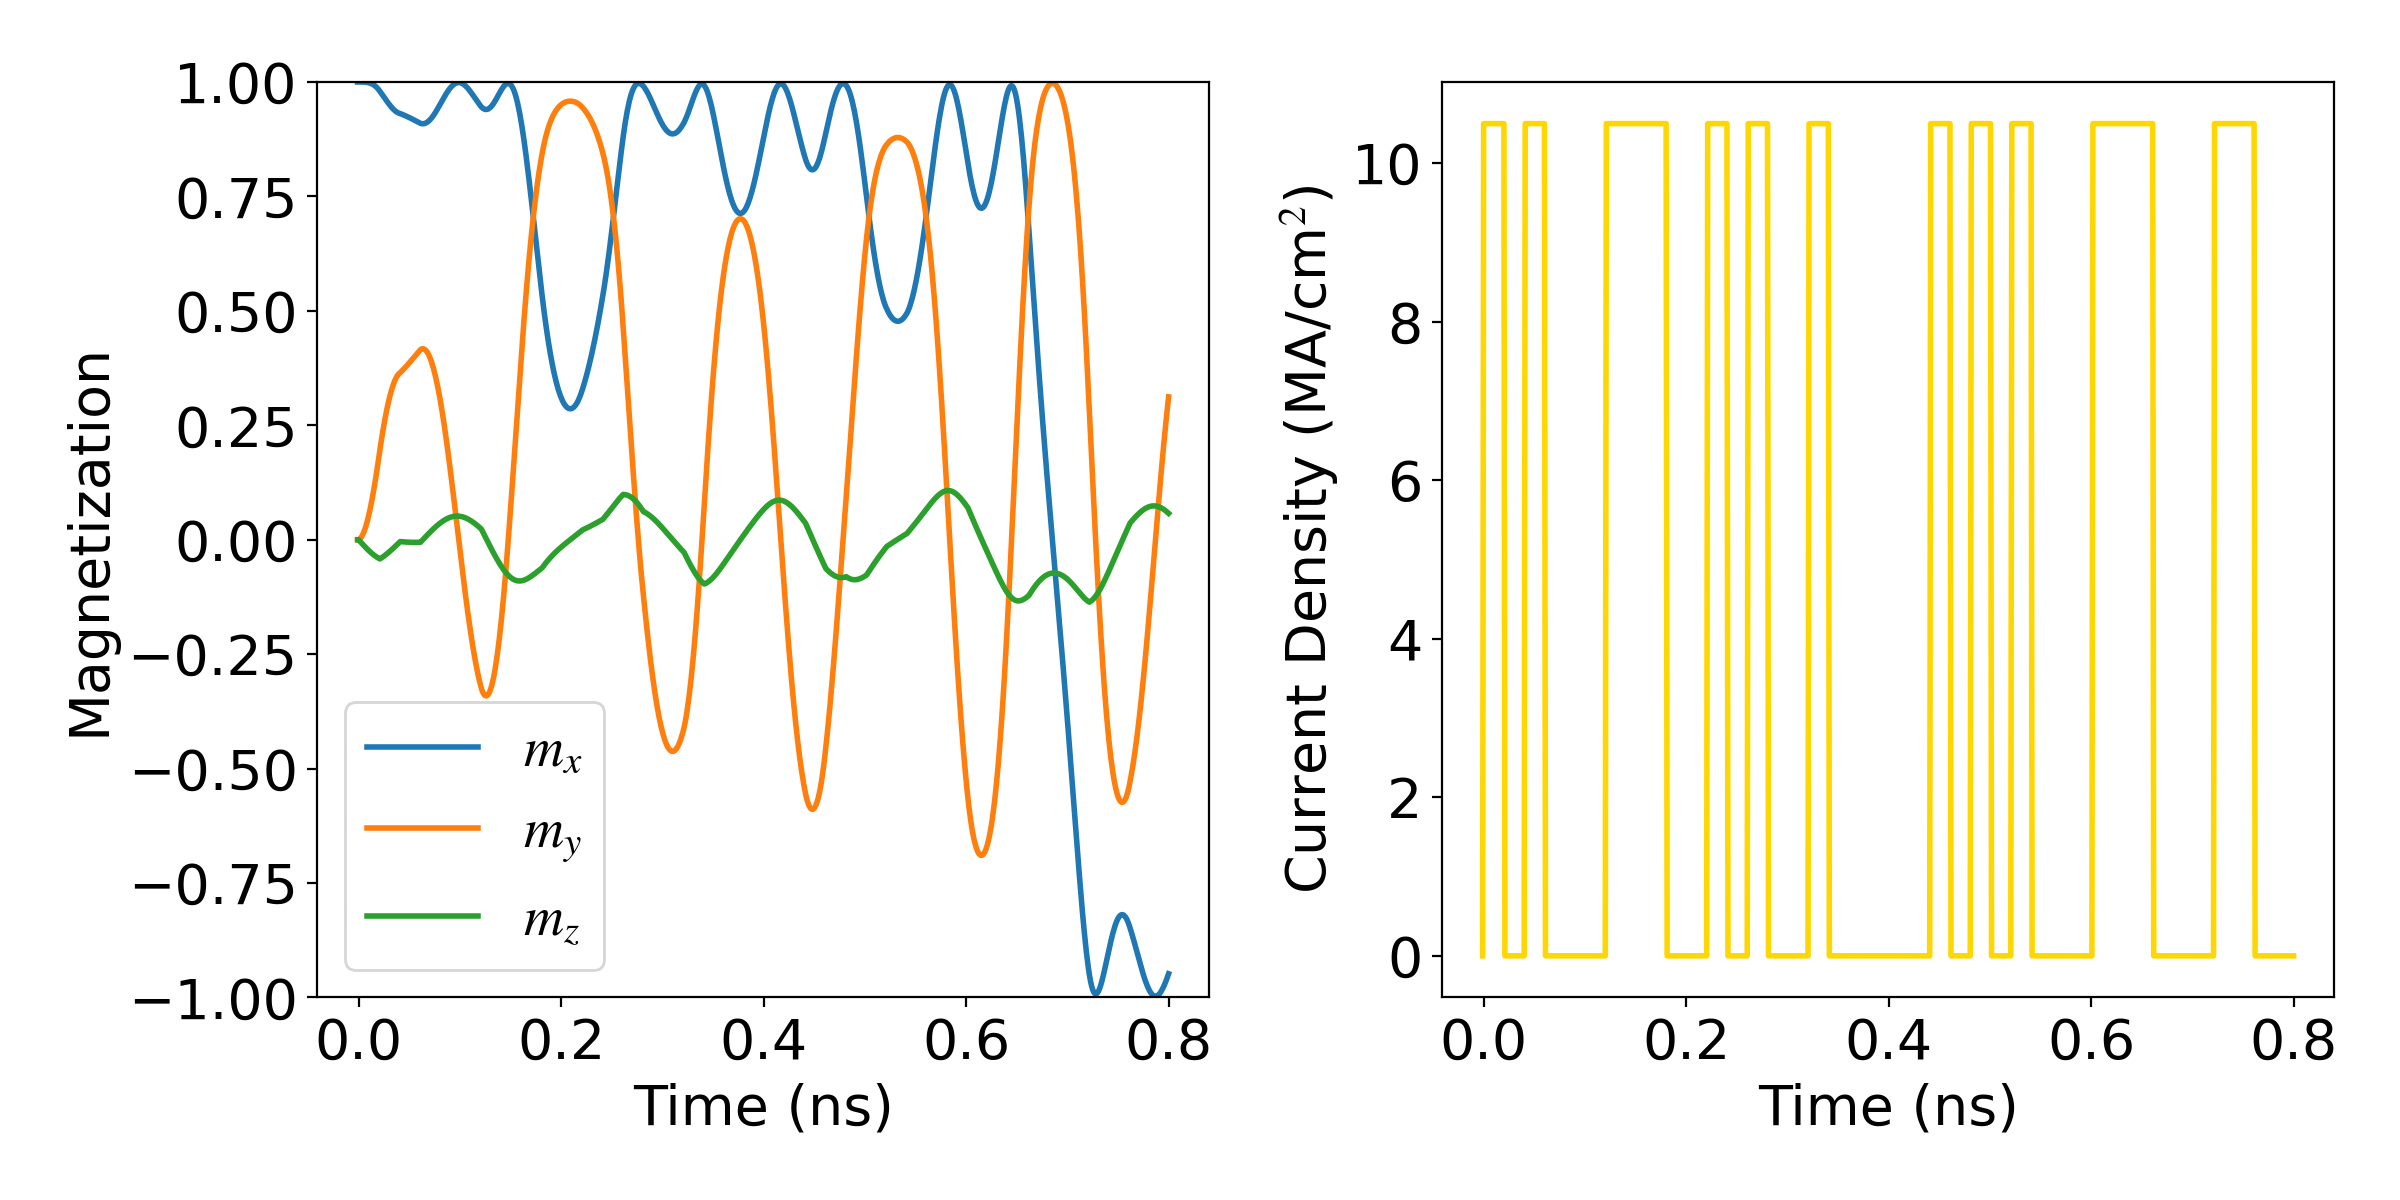 Magnetization
1.00
0.75
0.50
0.25
0.00
−0.25
−0.50
−0.75
−1.00
m_x
m_y
m_z
0.0 0.2 0.4 0.6 0.8
Time (ns)
Current Density (MA/cm²)
10
8
6
4
2
0
0.0 0.2 0.4 0.6 0.8
Time (ns)